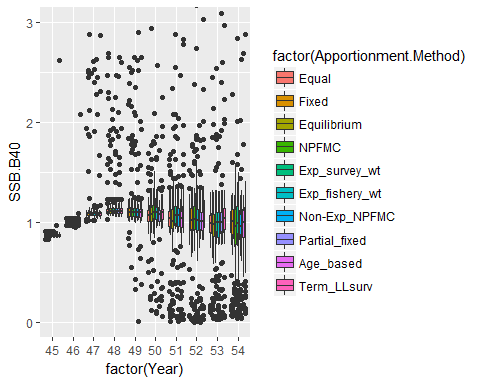 3
2
1
0
SSB.B40
45 46 47 48 49 50 51 52 53 54
factor(Year)
factor(Apportionment.Method)
Equal
Fixed
Equilibrium
NPFMC
Exp_survey_wt
Exp_fishery_wt
Non-Exp_NPFMC
Partial_fixed
Age_based
Term_LLsurv